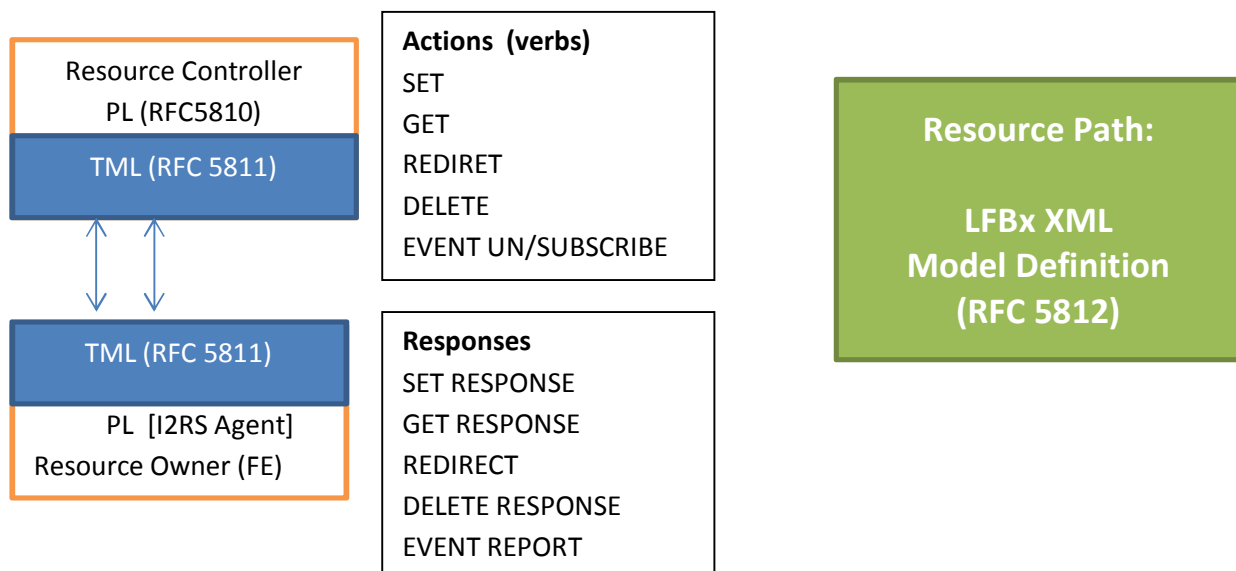 Resource Controller
PL (RFC5810)
TML (RFC 5811)
TML (RFC 5811)
PL [I2RS Agent]
Resource Owner (FE)
Actions (verbs)
SET
GET
REDIRET
DELETE
EVENT UN/SUBSCRIBE
Responses
SET RESPONSE
GET RESPONSE
REDIRECT
DELETE RESPONSE
EVENT REPORT
Resource Path:
LFBx XML
Model Definition
(RFC 5812)